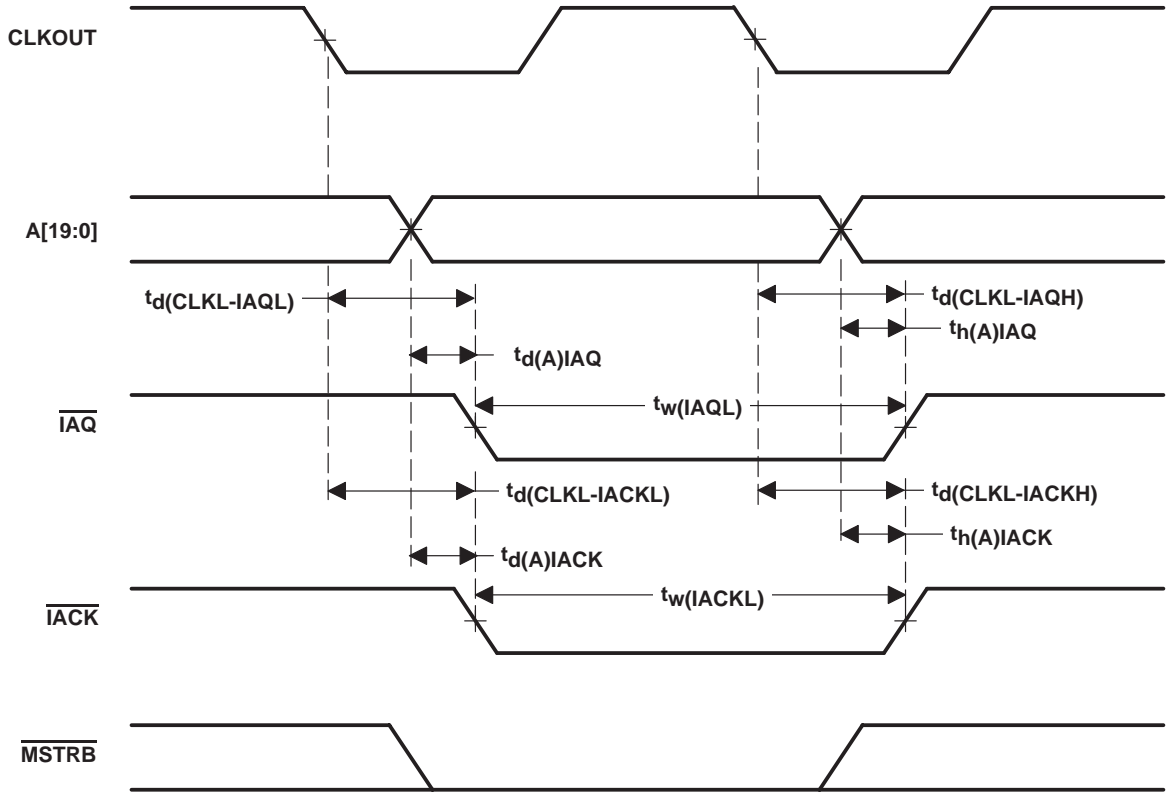 CLKOUT
A[19:0]
td(CLKL-IAQL)
td(CLKL-IAQH)
th(A)IAQ
td(A)IAQ
tw(IAQL)
IAQ
td(CLKL-IACKL)
td(CLKL-IACKH)
th(A)IACK
td(A)IACK
tw(IACKL)
IACK
MSTRB